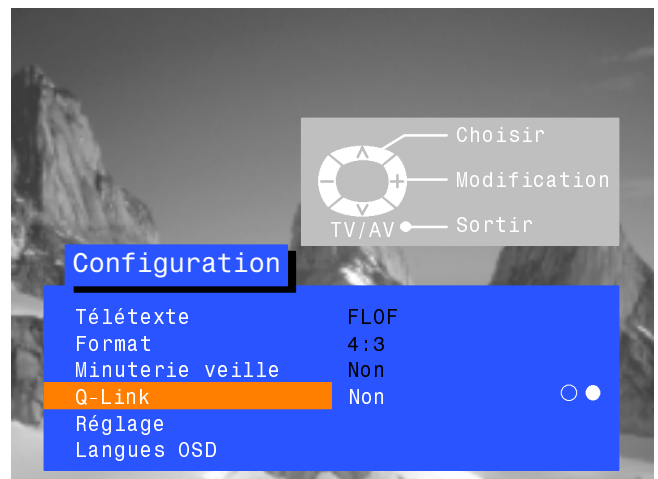 Choisir
Modification
TV/AV Sortir
Configuration
Télétexte FLOF
Format 4:3
Minuterie veille Non
Q-Link Non
Réglage
Langues OSD